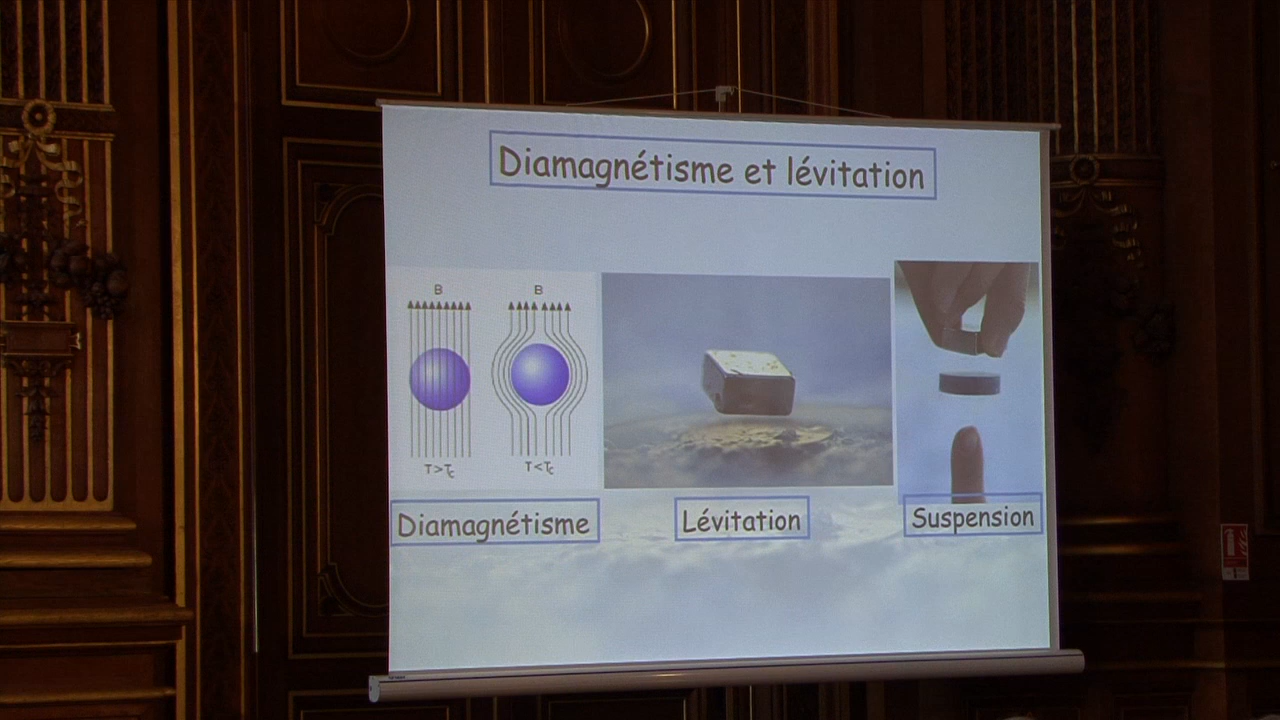 Diamagnétisme et lévitation
B
B
T>Tc
T<Tc
Diamagnétisme
Lévitation
Suspension